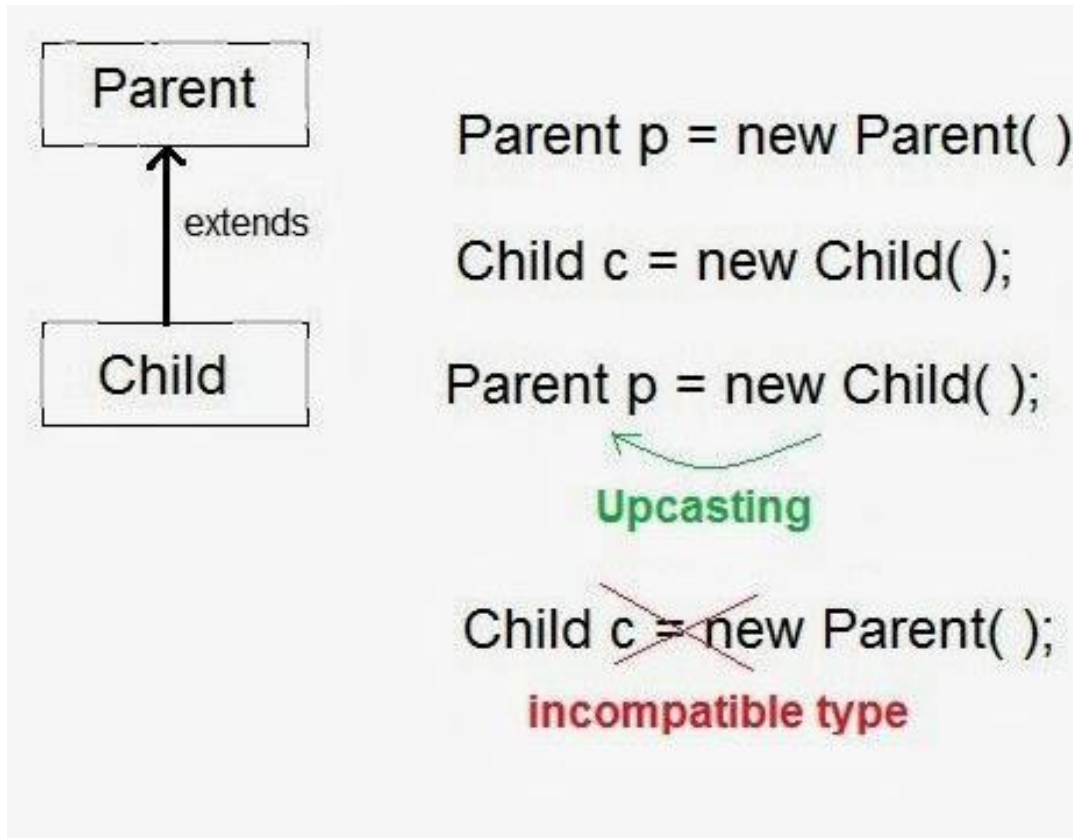 Parent
extends
Child
Parent p = new Parent( )
Child c = new Child( );
Parent p = new Child( );
Upcasting
Child c = new Parent( );
incompatible type